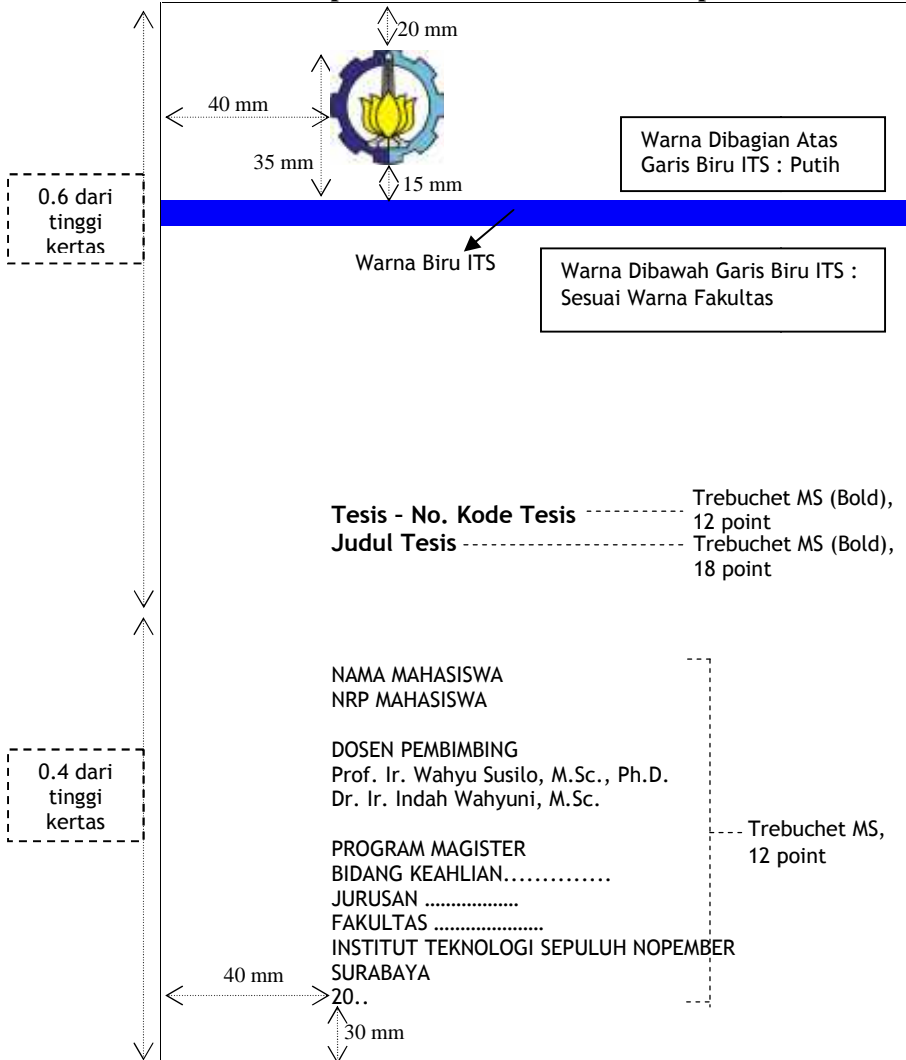 20 mm
40 mm
35 mm
15 mm
Warna Dibagian Atas
Garis Biru ITS : Putih
0.6 dari
tinggi
kertas
Warna Biru ITS
Warna Dibawah Garis Biru ITS :
Sesuai Warna Fakultas
Tesis – No. Kode Tesis
Trebuchet MS (Bold),
12 point
Judul Tesis
Trebuchet MS (Bold),
18 point
NAMA MAHASISWA
NRP MAHASISWA
DOSEN PEMBIMBING
Prof. Ir. Wahyu Susilo, M.Sc., Ph.D.
Dr. Ir. Indah Wahyuni, M.Sc.
0.4 dari
tinggi
kertas
Trebuchet MS,
12 point
PROGRAM MAGISTER
BIDANG KEAHLIAN..............
JURUSAN ..................
FAKULTAS .....................
INSTITUT TEKNOLOGI SEPULUH NOPEMBER
SURABAYA
20..
40 mm
30 mm